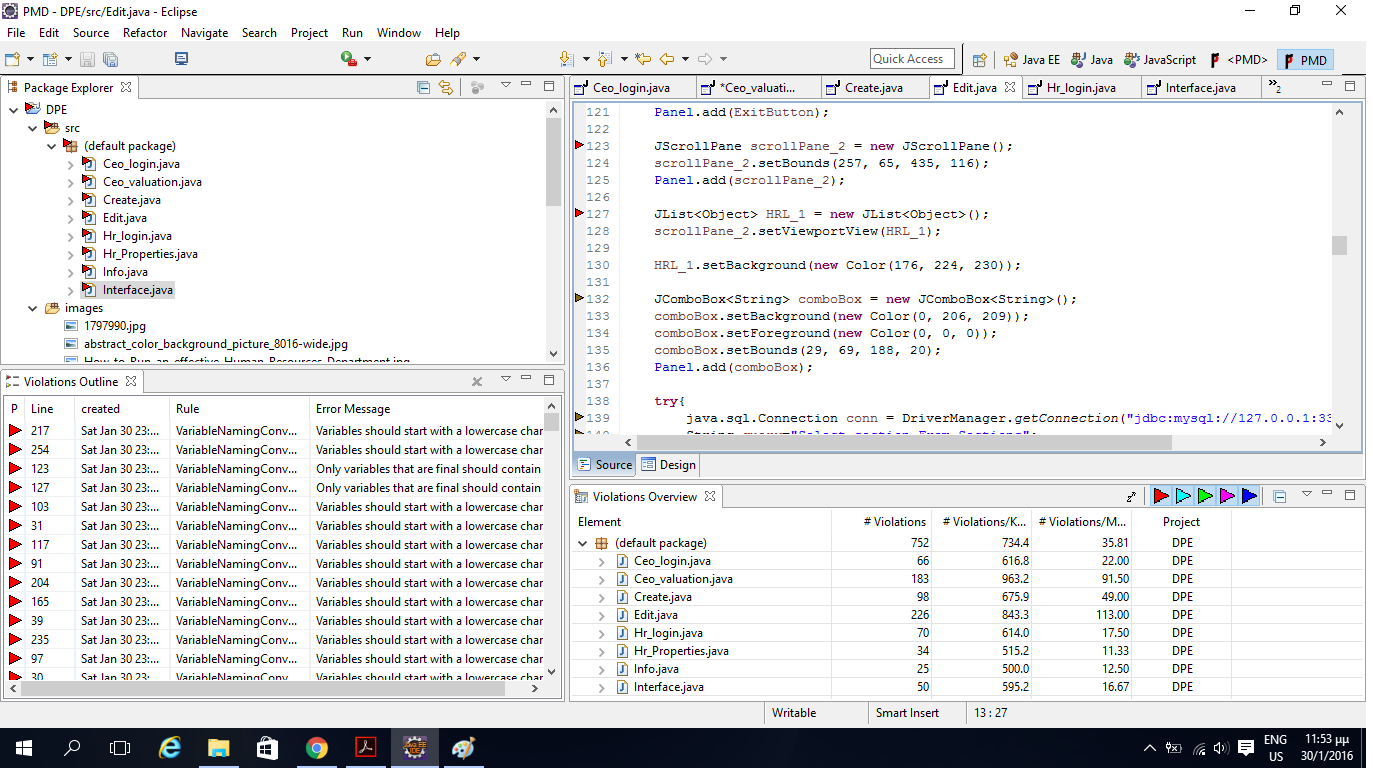 PMD - DPE/src/Edit.java - Eclipse
File Edit Source Refactor Navigate Search Project Run Window Help
Quick Access
Java EE Java JavaScript <PMD> PMD
Package Explorer
DPE
src
(default package)
Ceo_login.java
Ceo_valuation.java
Create.java
Edit.java
Hr_login.java
Hr_Properties.java
Info.java
Interface.java
images
1797990.jpg
abstract_color_background_picture_8016-wide.jpg
How-to-Run-an-effective-Human-Resources-Department.jpg
Ceo_login.java *Ceo_valuati... Create.java Edit.java Hr_login.java Interface.java »2
121 Panel.add(ExitButton);
122
123 JScrollPane scrollPane_2 = new JScrollPane();
124 scrollPane_2.setBounds(257, 65, 435, 116);
125 Panel.add(scrollPane_2);
126
127 JList<Object> HRL_1 = new JList<Object>();
128 scrollPane_2.setViewportView(HRL_1);
129
130 HRL_1.setBackground(new Color(176, 224, 230));
131
132 JComboBox<String> comboBox = new JComboBox<String>();
133 comboBox.setBackground(new Color(0, 206, 209));
134 comboBox.setForeground(new Color(0, 0, 0));
135 comboBox.setBounds(29, 69, 188, 20);
136 Panel.add(comboBox);
137
138 try{
139 java.sql.Connection conn = DriverManager.getConnection("jdbc:mysql://127.0.0.1:33
140 String query="Select section From Sections";
Source Design
Violations Outline
P Line created Rule Error Message
217 Sat Jan 30 23:... VariableNamingConv... Variables should start with a lowercase char
254 Sat Jan 30 23:... VariableNamingConv... Variables should start with a lowercase char
123 Sat Jan 30 23:... VariableNamingConv... Only variables that are final should contain
127 Sat Jan 30 23:... VariableNamingConv... Only variables that are final should contain
103 Sat Jan 30 23:... VariableNamingConv... Variables should start with a lowercase char
31 Sat Jan 30 23:... VariableNamingConv... Variables should start with a lowercase char
117 Sat Jan 30 23:... VariableNamingConv... Variables should start with a lowercase char
91 Sat Jan 30 23:... VariableNamingConv... Variables should start with a lowercase char
204 Sat Jan 30 23:... VariableNamingConv... Variables should start with a lowercase char
165 Sat Jan 30 23:... VariableNamingConv... Variables should start with a lowercase char
39 Sat Jan 30 23:... VariableNamingConv... Variables should start with a lowercase char
235 Sat Jan 30 23:... VariableNamingConv... Variables should start with a lowercase char
97 Sat Jan 30 23:... VariableNamingConv... Variables should start with a lowercase char
30 Sat Jan 30 23:... VariableNamingConv... Variables should start with a lowercase char
Violations Overview
Element # Violations # Violations/K... # Violations/M... Project
(default package) 752 734.4 35.81 DPE
Ceo_login.java 66 616.8 22.00 DPE
Ceo_valuation.java 183 963.2 91.50 DPE
Create.java 98 675.9 49.00 DPE
Edit.java 226 843.3 113.00 DPE
Hr_login.java 70 614.0 17.50 DPE
Hr_Properties.java 34 515.2 11.33 DPE
Info.java 25 500.0 12.50 DPE
Interface.java 50 595.2 16.67 DPE
Writable Smart Insert 13 : 27
ENG
US
11:53 μμ
30/1/2016